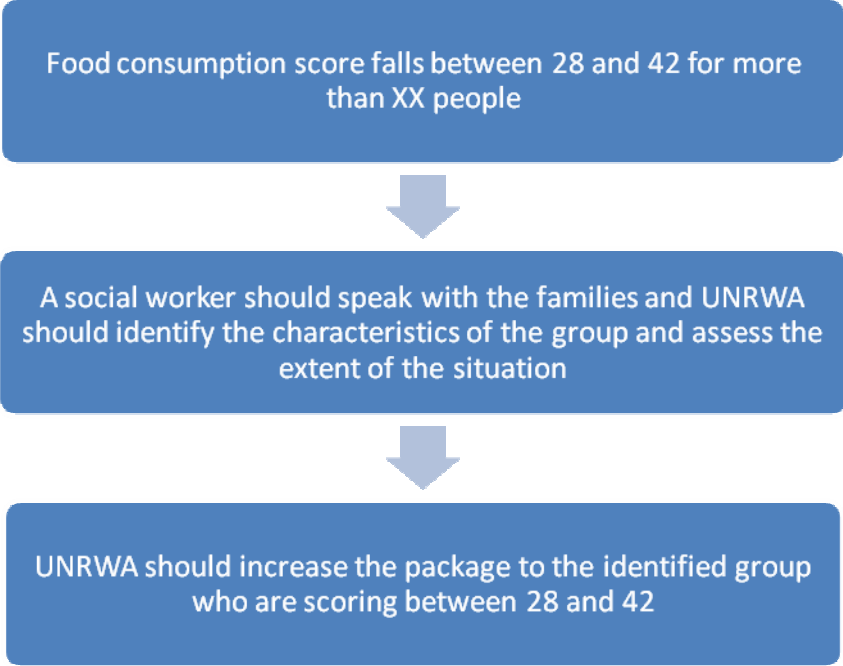 Food consumption score falls between 28 and 42 for more
than XX people
A social worker should speak with the families and UNRWA
should identify the characteristics of the group and assess the
extent of the situation
UNRWA should increase the package to the identified group
who are scoring between 28 and 42